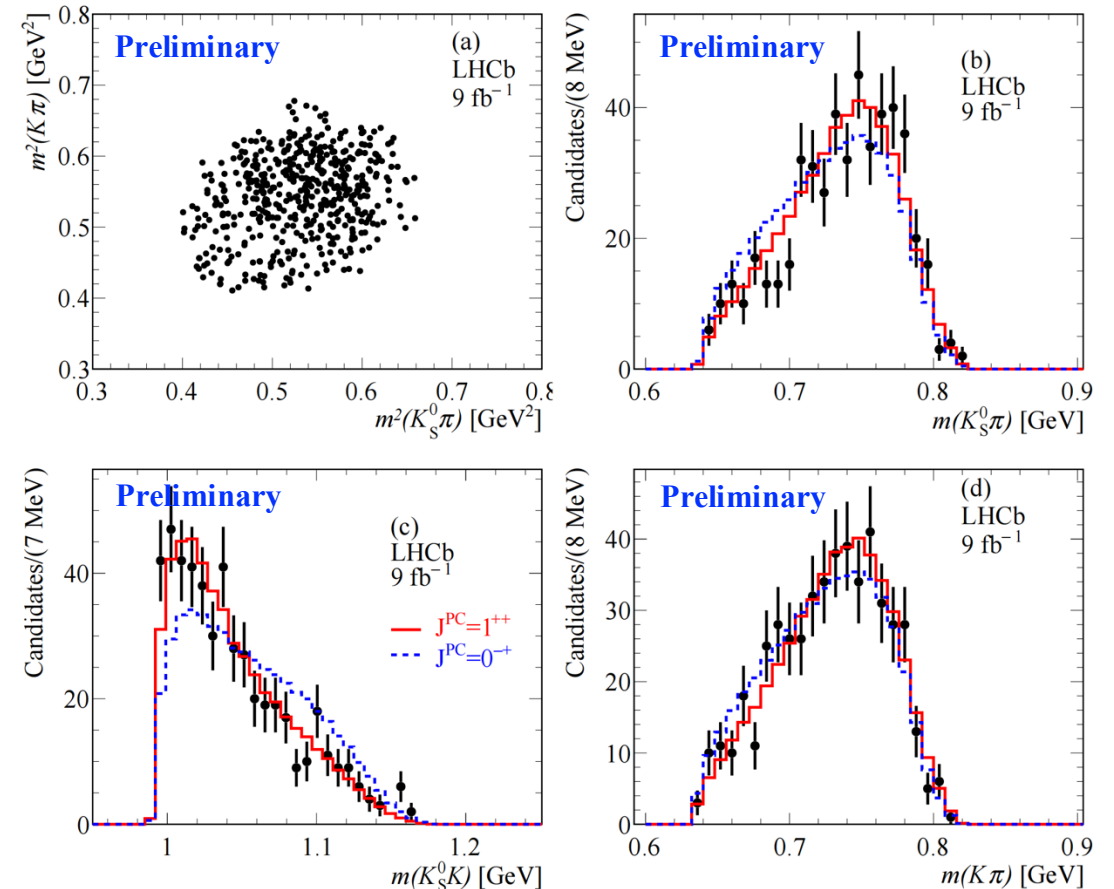 Preliminary
(a)
LHCb
9 fb⁻¹
m²(Kπ) [GeV²]
0.8
0.7
0.6
0.5
0.4
0.3
0.3 0.4 0.5 0.6 0.7 0.8
m²(K⁰_Sπ) [GeV²]
Preliminary
(b)
LHCb
9 fb⁻¹
Candidates/(8 MeV)
40
20
0
0.6 0.7 0.8 0.9
m(K⁰_Sπ) [GeV]
Preliminary
(c)
LHCb
9 fb⁻¹
J^PC=1⁺⁺
J^PC=0⁻⁺
Candidates/(7 MeV)
40
20
0
1 1.1 1.2
m(K⁰_SK) [GeV]
Preliminary
(d)
LHCb
9 fb⁻¹
Candidates/(8 MeV)
40
30
20
10
0
0.6 0.7 0.8 0.9
m(Kπ) [GeV]